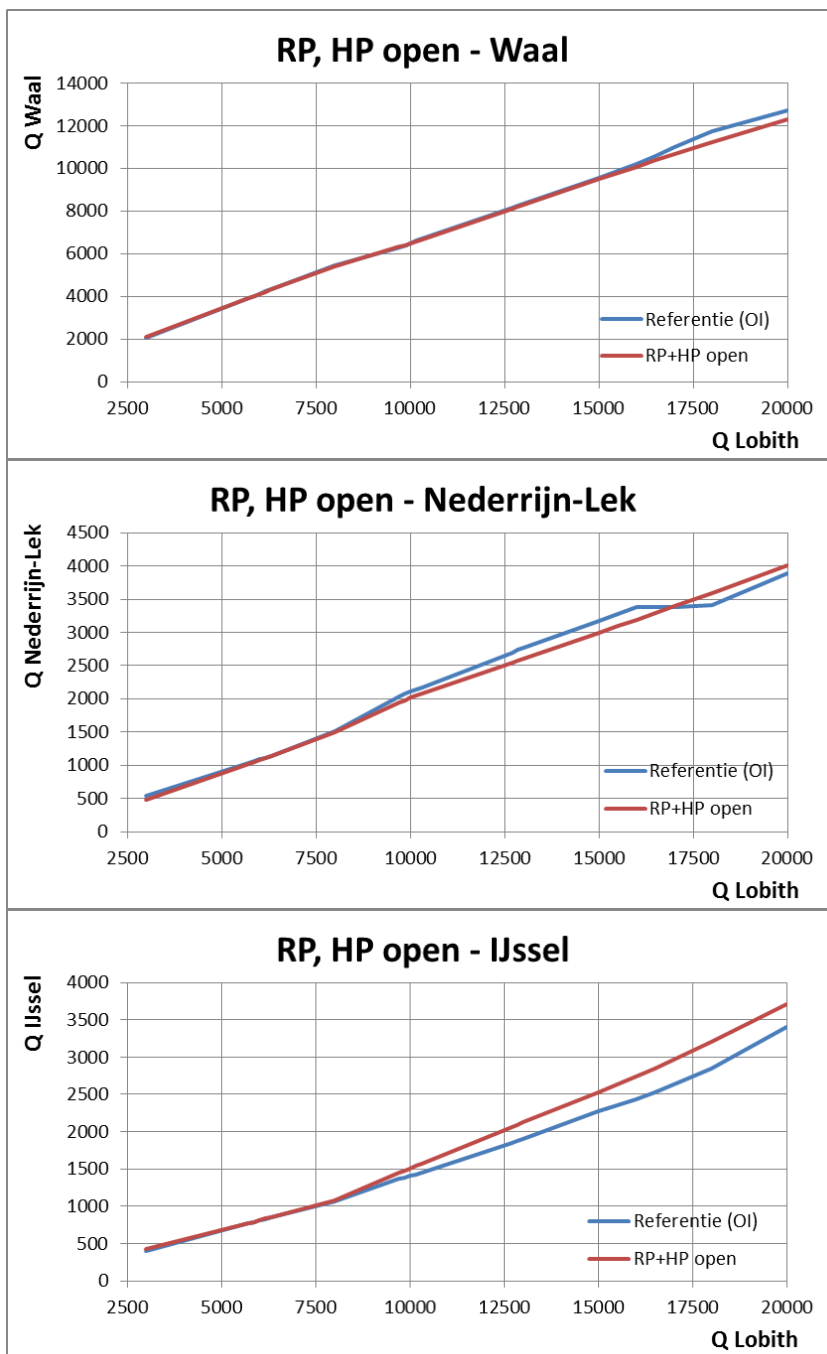 RP, HP open - Waal
Q Waal
14000
12000
10000
8000
6000
4000
2000
0
Referentie (OI)
RP+HP open
2500 5000 7500 10000 12500 15000 17500 20000
Q Lobith
RP, HP open - Nederrijn-Lek
Q Nederrijn-Lek
4500
4000
3500
3000
2500
2000
1500
1000
500
0
Referentie (OI)
RP+HP open
2500 5000 7500 10000 12500 15000 17500 20000
Q Lobith
RP, HP open - IJssel
Q IJssel
4000
3500
3000
2500
2000
1500
1000
500
0
Referentie (OI)
RP+HP open
2500 5000 7500 10000 12500 15000 17500 20000
Q Lobith